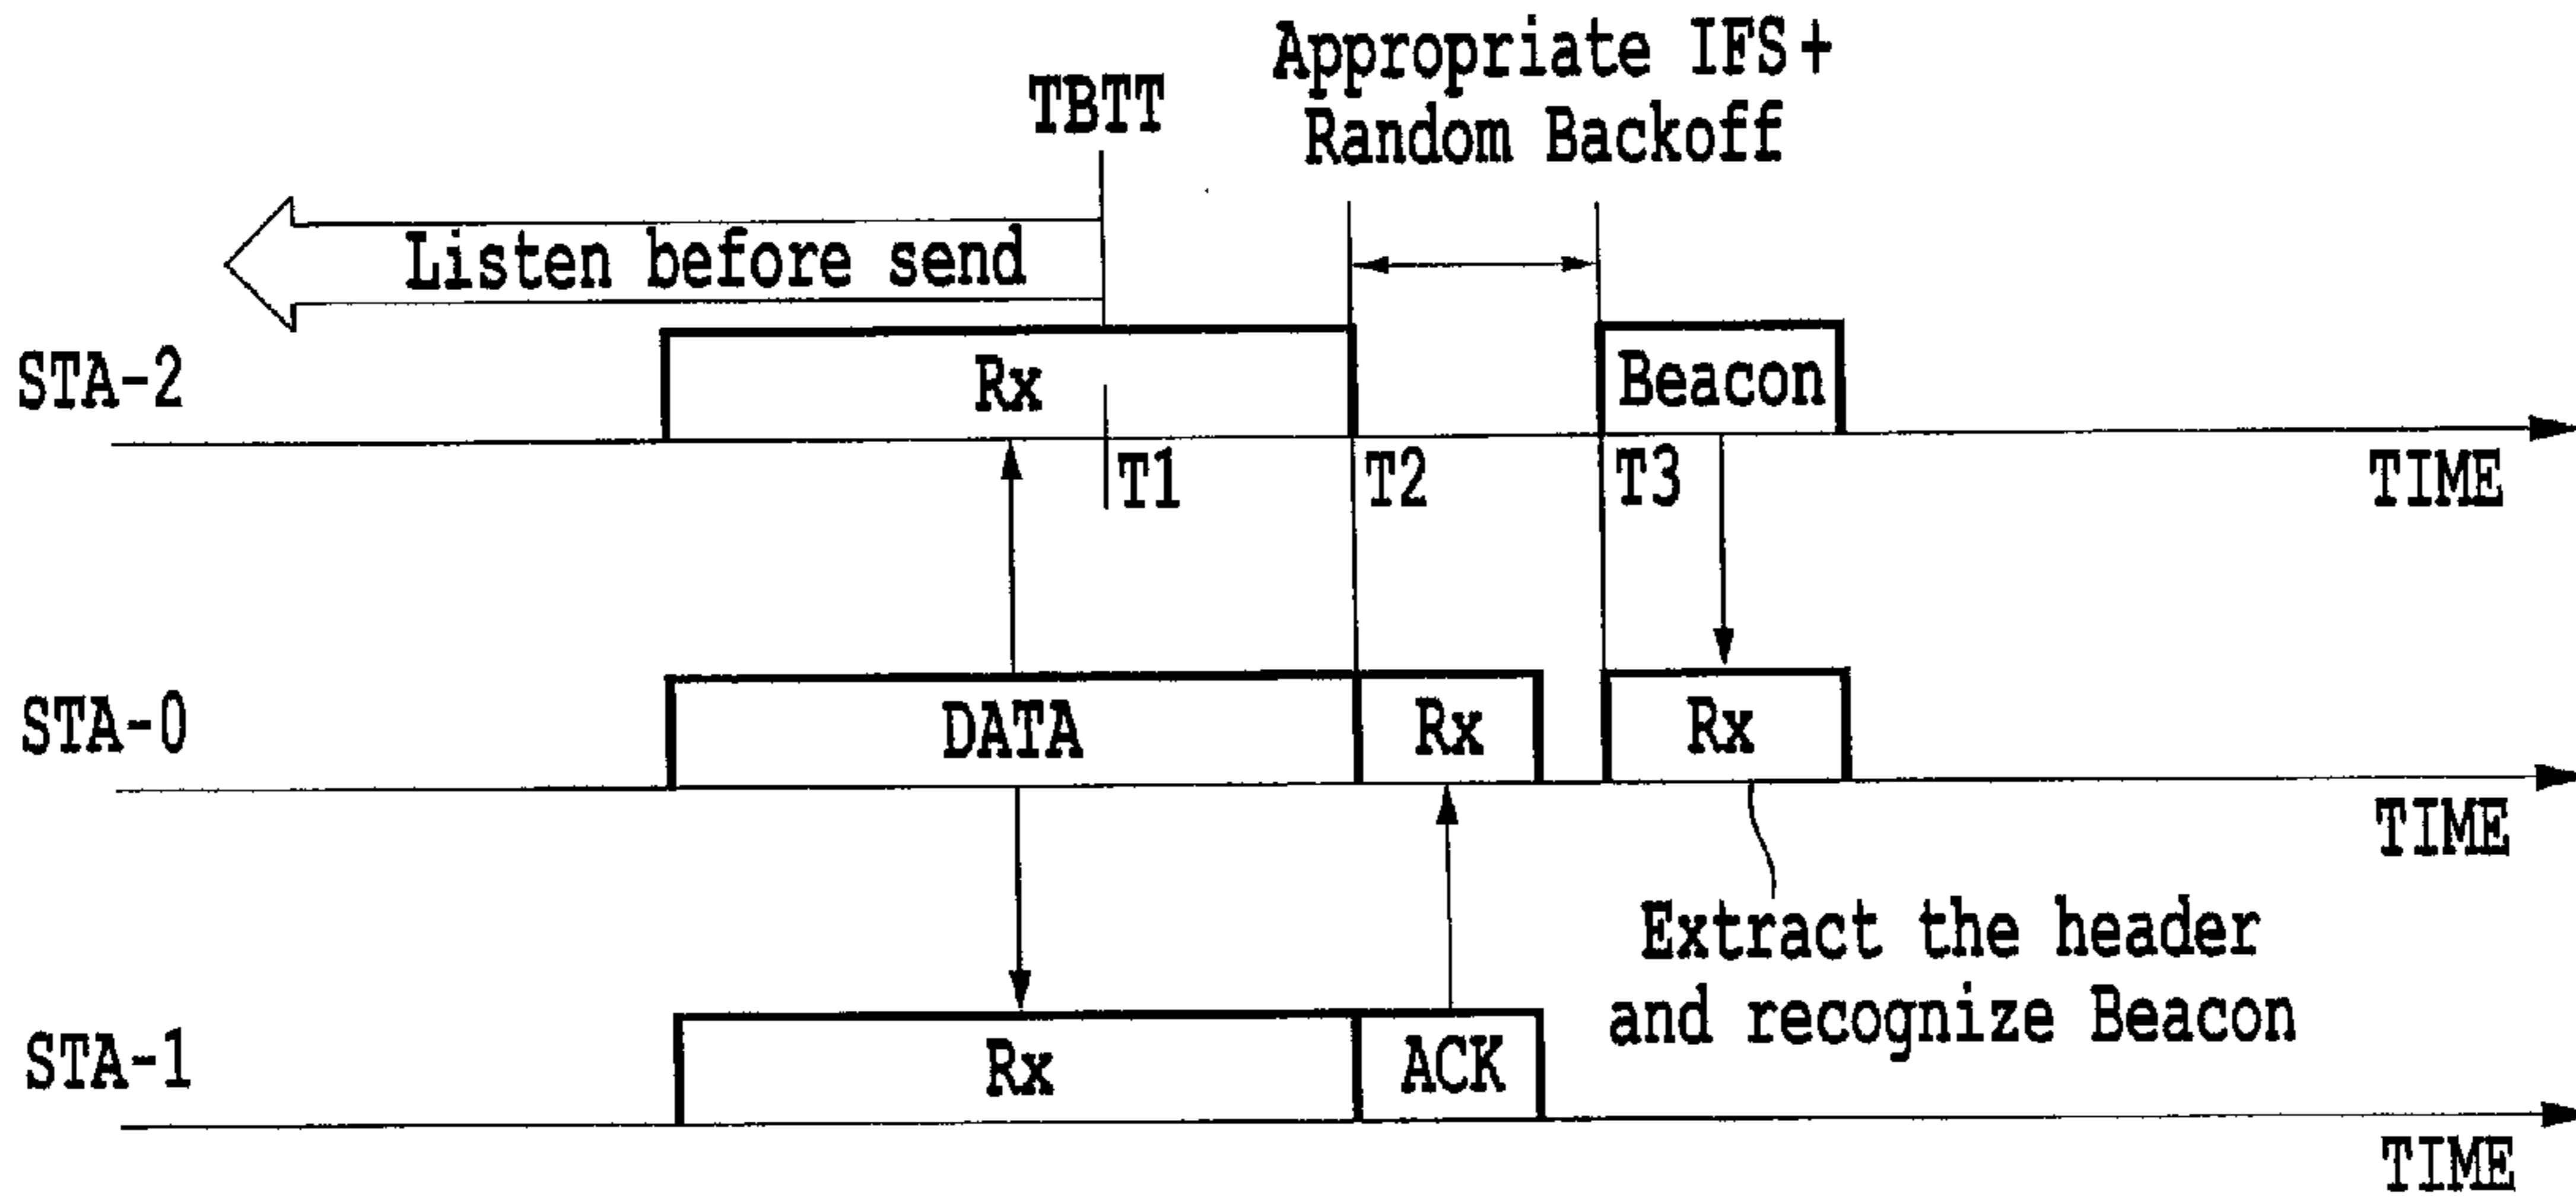 Appropriate IFS+
Random Backoff
TBTT
Listen before send
STA-2
Rx
Beacon
T1
T2
T3
TIME
STA-0
DATA
Rx
Rx
TIME
Extract the header
and recognize Beacon
STA-1
Rx
ACK
TIME